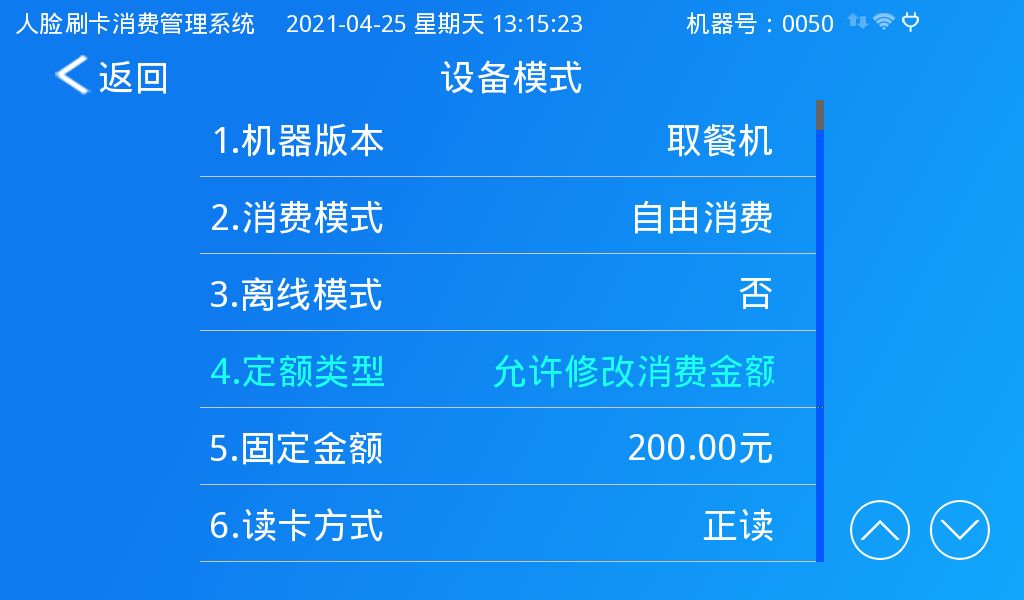 人脸刷卡消费管理系统 2021-04-25 星期天 13:15:23 机器号：0050
返回 设备模式
1.机器版本 取餐机
2.消费模式 自由消费
3.离线模式 否
4.定额类型 允许修改消费金额
5.固定金额 200.00元
6.读卡方式 正读